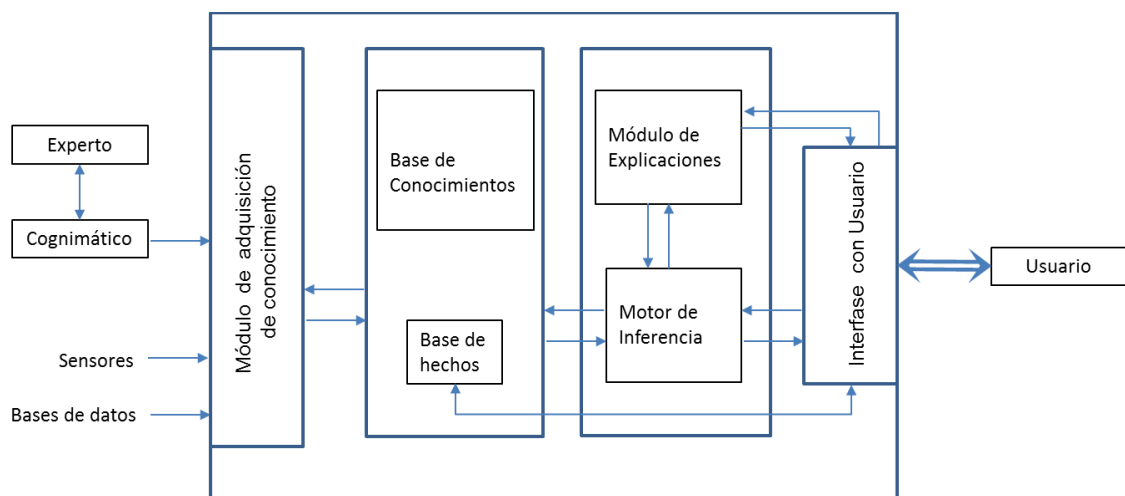 Experto
Cognimático
Sensores
Bases de datos
Módulo de adquisición
de conocimiento
Base de
Conocimientos
Base de
hechos
Módulo de
Explicaciones
Motor de
Inferencia
Interfase con Usuario
Usuario